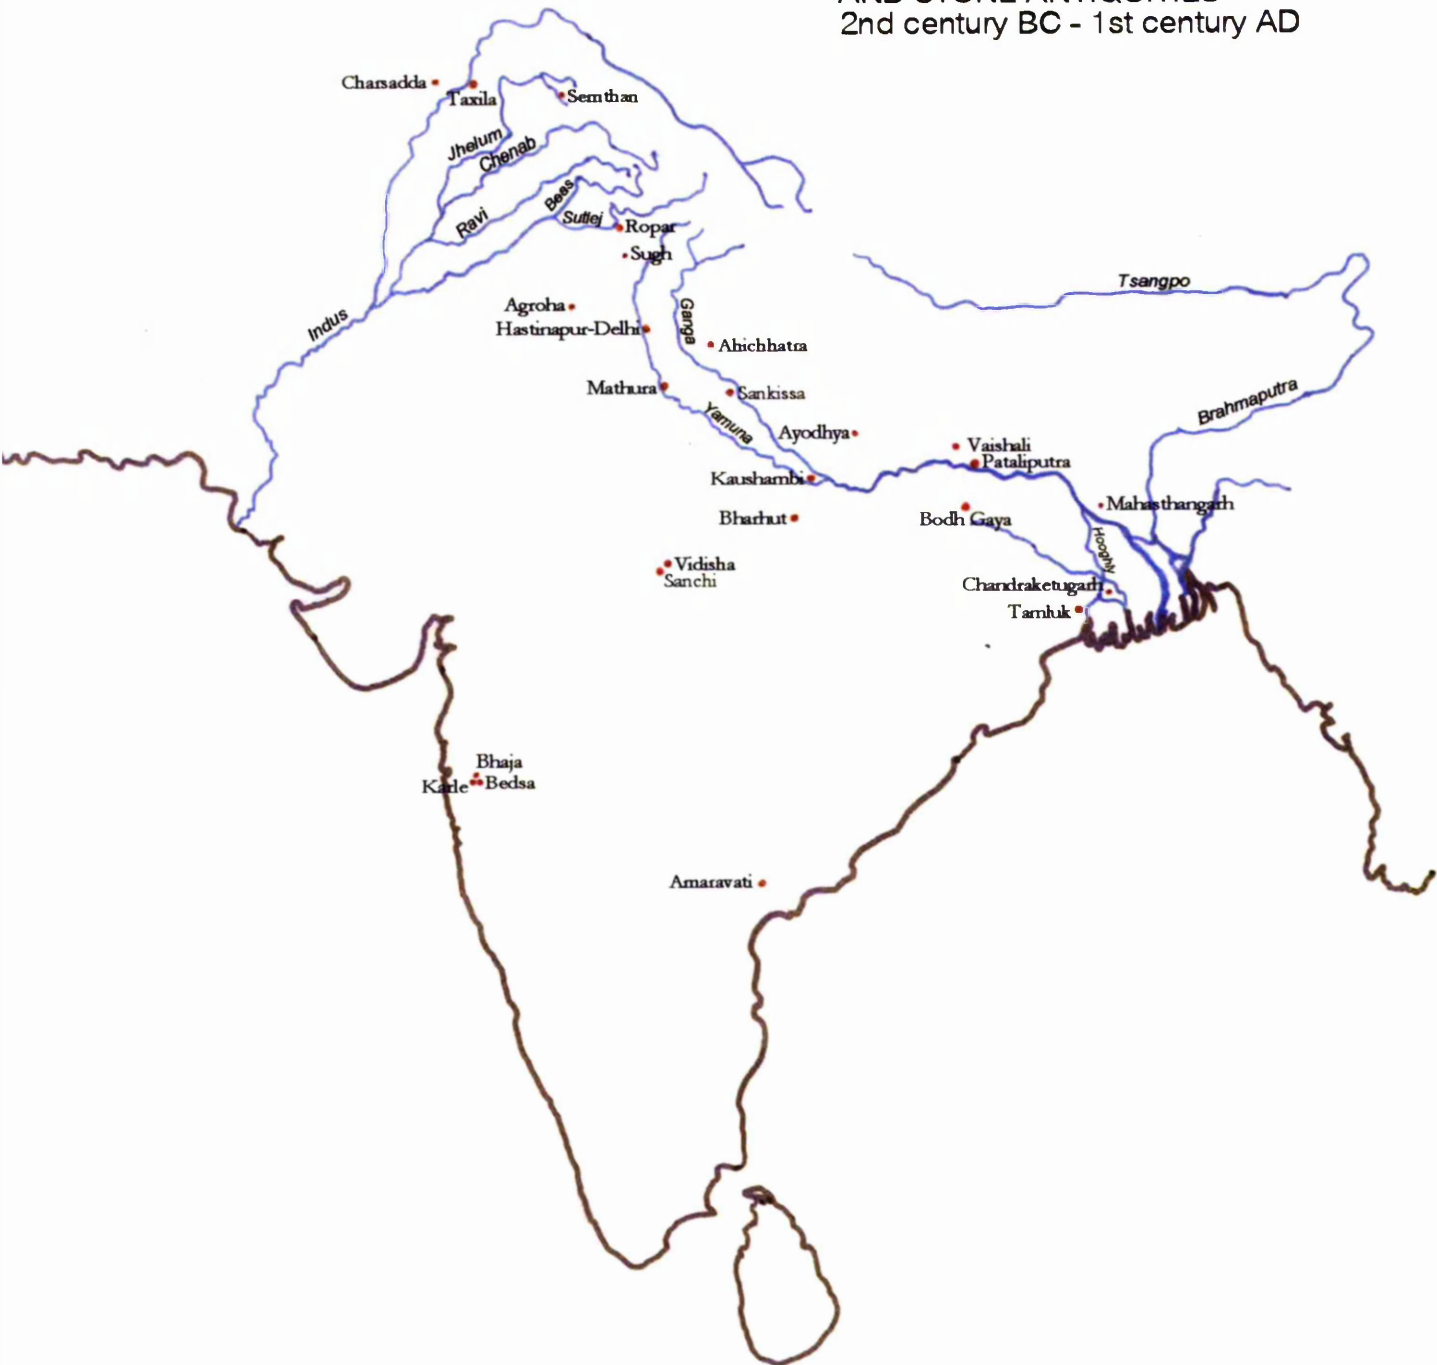 2nd century BC - 1st century AD
Charsadda
Taxila
Semthan
Jhelum
Chenab
Ravi
Beas
Sutlej
Ropar
Sugh
Tsangpo
Agroha
Indus
Ganga
Hastinapur-Delhi
Ahichhatra
Mathura
Sankissa
Brahmaputra
Yamuna
Ayodhya
Vaishali
Pataliputra
Kaushambi
Mahasthangarh
Bharhut
Bodh Gaya
Hooghly
Vidisha
Sanchi
Chandraketugarh
Tamluk
Bhaja
Karle
Bedsa
Amaravati